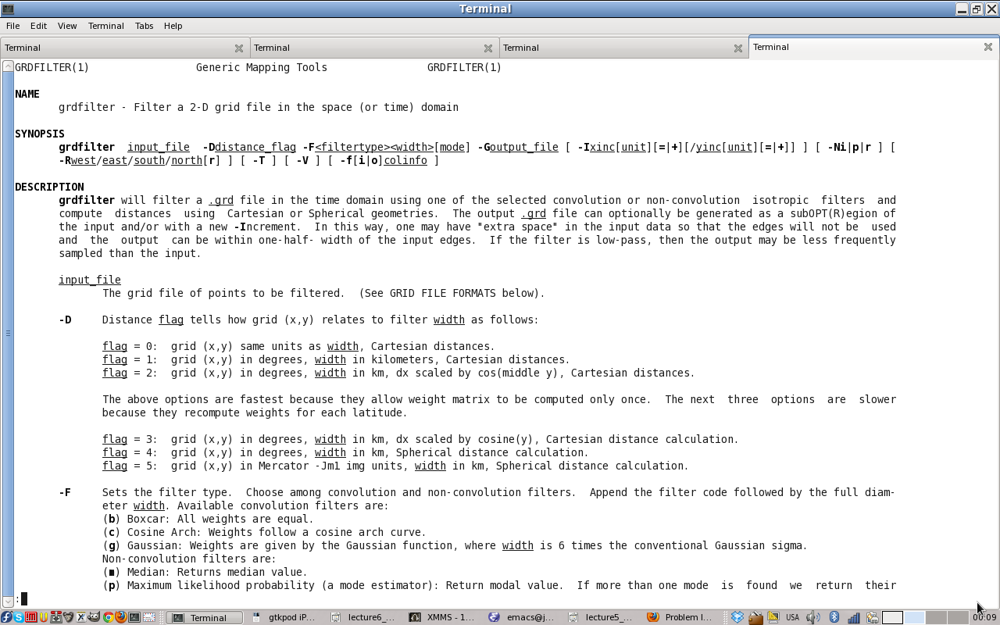 Terminal
File Edit View Terminal Tabs Help
Terminal Terminal Terminal Terminal
GRDFILTER(1) Generic Mapping Tools GRDFILTER(1)
NAME
grdfilter - Filter a 2-D grid file in the space (or time) domain
SYNOPSIS
grdfilter input_file -Ddistance_flag -F<filtertype><width>[mode] -Goutput_file [ -Ixinc[unit][=|+][/yinc[unit][=|+]] ] [ -Ni|p|r ] [
-Rwest/east/south/north[r] ] [ -T ] [ -V ] [ -f[i|o]colinfo ]
DESCRIPTION
grdfilter will filter a .grd file in the time domain using one of the selected convolution or non-convolution isotropic filters and
compute distances using Cartesian or Spherical geometries. The output .grd file can optionally be generated as a subOPT(R)egion of
the input and/or with a new -Increment. In this way, one may have "extra space" in the input data so that the edges will not be used
and the output can be within one-half- width of the input edges. If the filter is low-pass, then the output may be less frequently
sampled than the input.
input_file
The grid file of points to be filtered. (See GRID FILE FORMATS below).
-D Distance flag tells how grid (x,y) relates to filter width as follows:
flag = 0: grid (x,y) same units as width, Cartesian distances.
flag = 1: grid (x,y) in degrees, width in kilometers, Cartesian distances.
flag = 2: grid (x,y) in degrees, width in km, dx scaled by cos(middle y), Cartesian distances.
The above options are fastest because they allow weight matrix to be computed only once. The next three options are slower
because they recompute weights for each latitude.
flag = 3: grid (x,y) in degrees, width in km, dx scaled by cosine(y), Cartesian distance calculation.
flag = 4: grid (x,y) in degrees, width in km, Spherical distance calculation.
flag = 5: grid (x,y) in Mercator -Jm1 img units, width in km, Spherical distance calculation.
-F Sets the filter type. Choose among convolution and non-convolution filters. Append the filter code followed by the full diam-
eter width. Available convolution filters are:
(b) Boxcar: All weights are equal.
(c) Cosine Arch: Weights follow a cosine arch curve.
(g) Gaussian: Weights are given by the Gaussian function, where width is 6 times the conventional Gaussian sigma.
Non-convolution filters are:
(m) Median: Returns median value.
(p) Maximum likelihood probability (a mode estimator): Return modal value. If more than one mode is found we return their
:
Terminal gtkpod iP... lecture6_... XMMS - 1... emacs@j... lecture5_... Problem l... USA 00:09